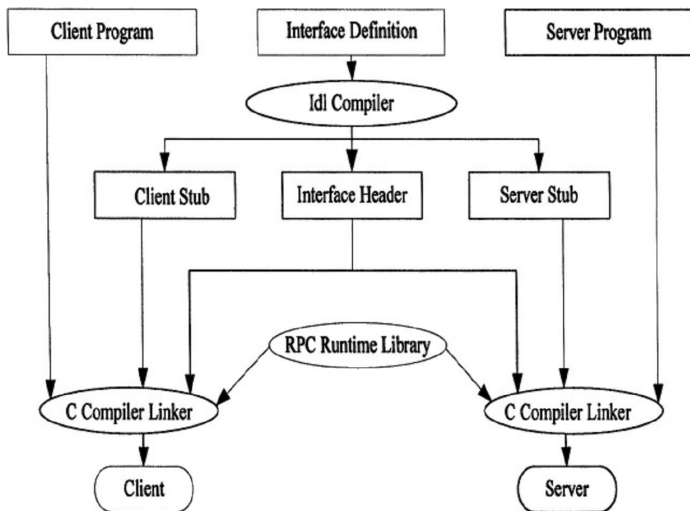 Client Program
Interface Definition
Server Program
Idl Compiler
Client Stub
Interface Header
Server Stub
RPC Runtime Library
C Compiler Linker
C Compiler Linker
Client
Server